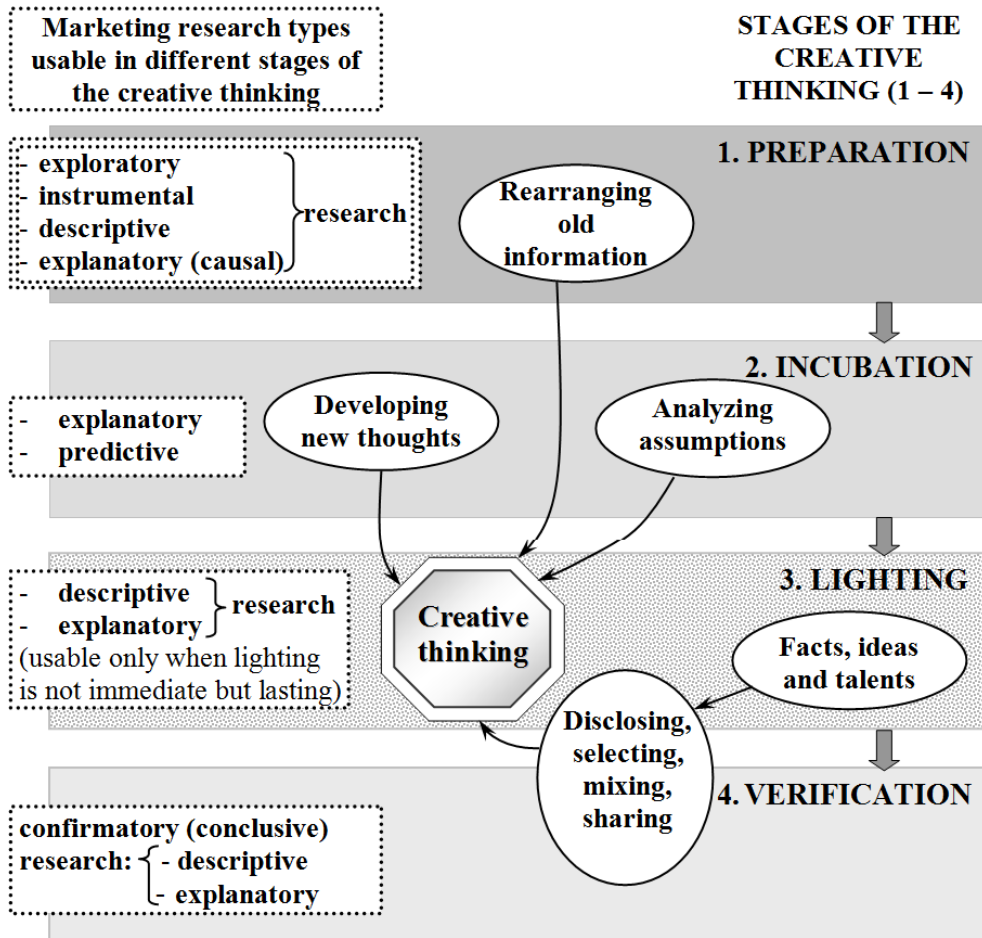 Marketing research types
usable in different stages of
the creative thinking
STAGES OF THE
CREATIVE
THINKING (1 – 4)
1. PREPARATION
- exploratory
- instrumental
- descriptive
- explanatory (causal)
research
Rearranging
old
information
2. INCUBATION
- explanatory
- predictive
Developing
new thoughts
Analyzing
assumptions
3. LIGHTING
- descriptive
- explanatory
research
(usable only when lighting
is not immediate but lasting)
Creative
thinking
Facts, ideas
and talents
Disclosing,
selecting,
mixing,
sharing
4. VERIFICATION
confirmatory (conclusive)
research: - descriptive
- explanatory